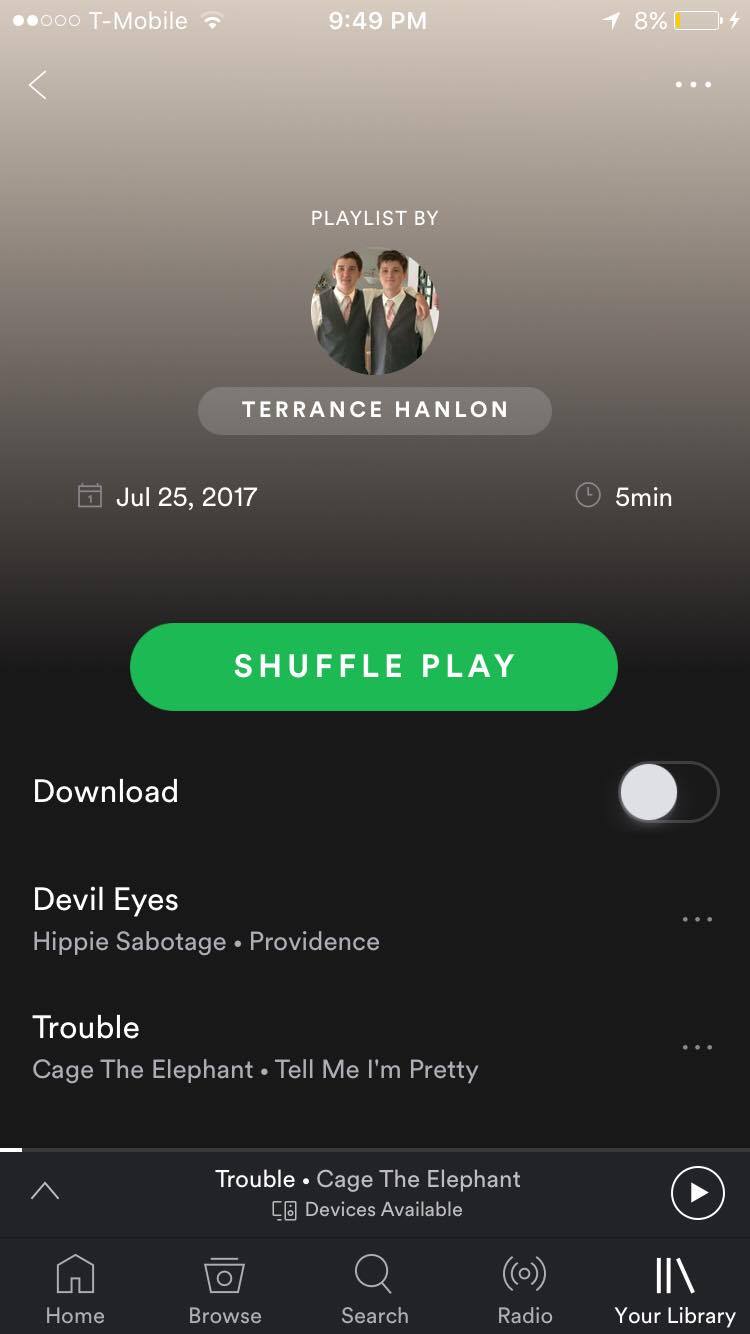 T-Mobile 9:49 PM 8%
PLAYLIST BY
TERRANCE HANLON
1 Jul 25, 2017 5min
SHUFFLE PLAY
Download
Devil Eyes
Hippie Sabotage • Providence
Trouble
Cage The Elephant • Tell Me I'm Pretty
Trouble • Cage The Elephant
Devices Available
Home Browse Search Radio Your Library